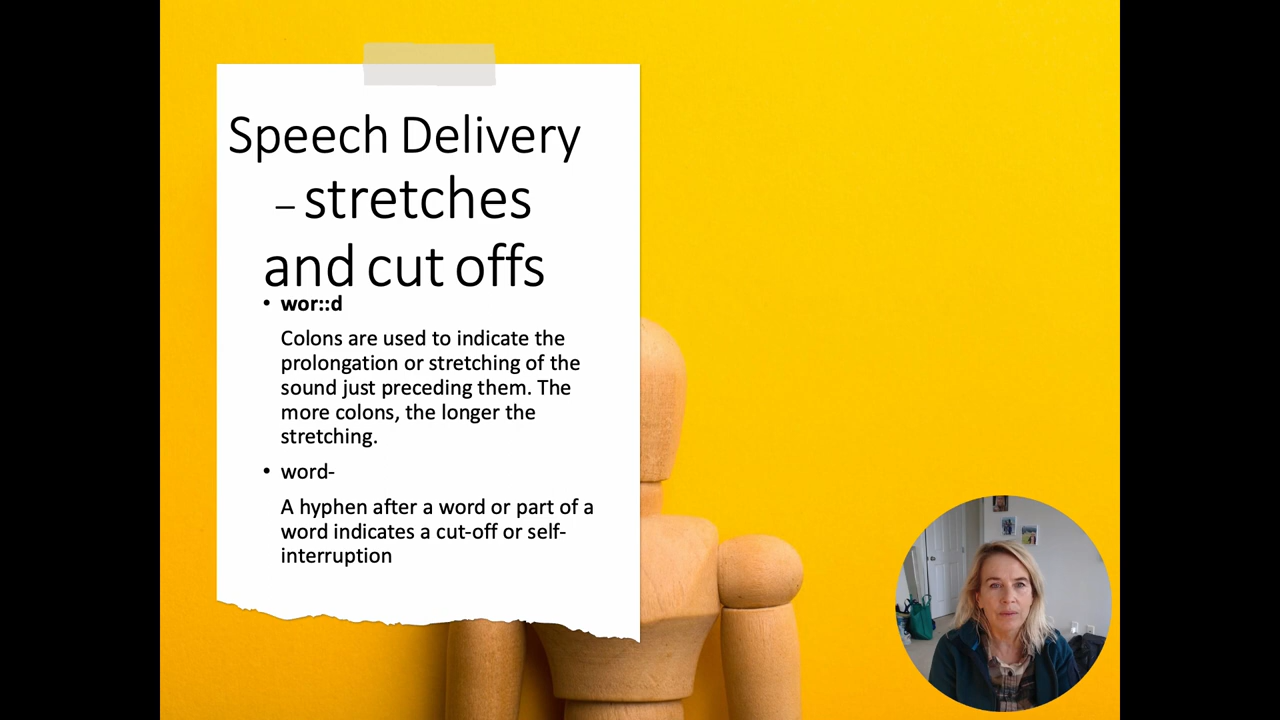 Speech Delivery
– stretches
and cut offs
• wor::d
Colons are used to indicate the
prolongation or stretching of the
sound just preceding them. The
more colons, the longer the
stretching.
• word-
A hyphen after a word or part of a
word indicates a cut-off or self-
interruption